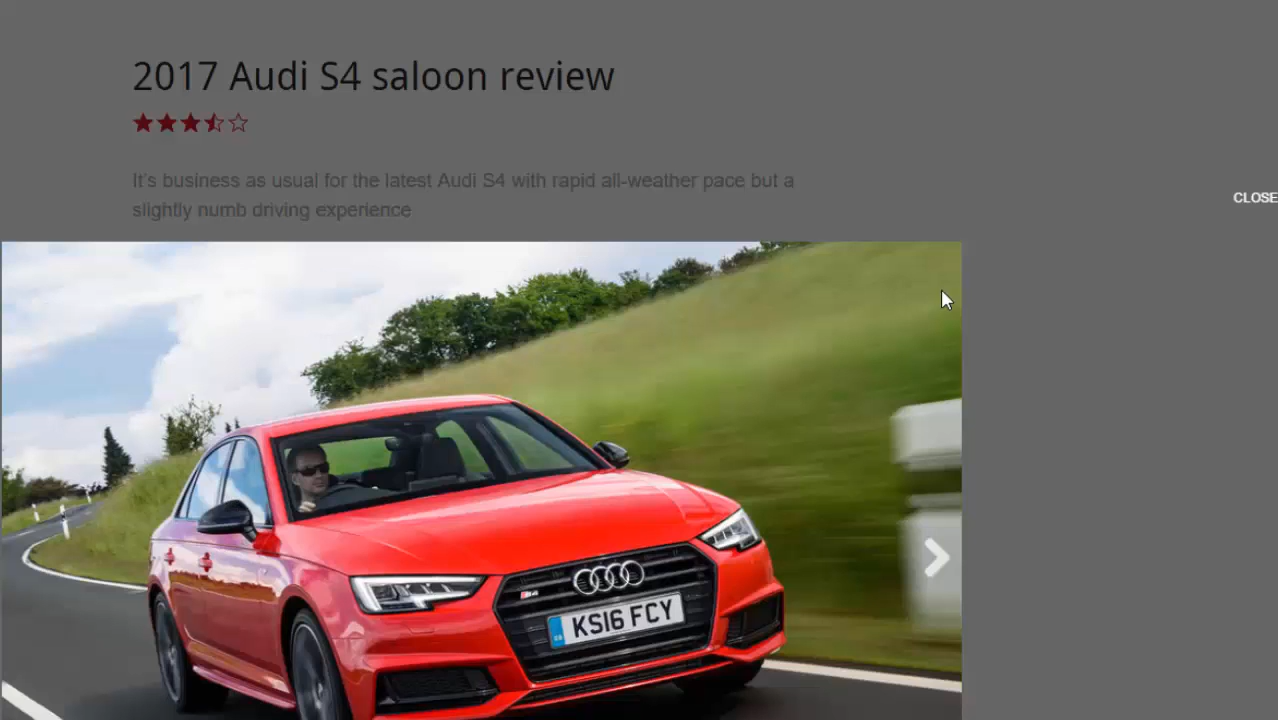 2017 Audi S4 saloon review
It's business as usual for the latest Audi S4 with rapid all-weather pace but a
slightly numb driving experience
CLOSE
S4
KS16 FCY